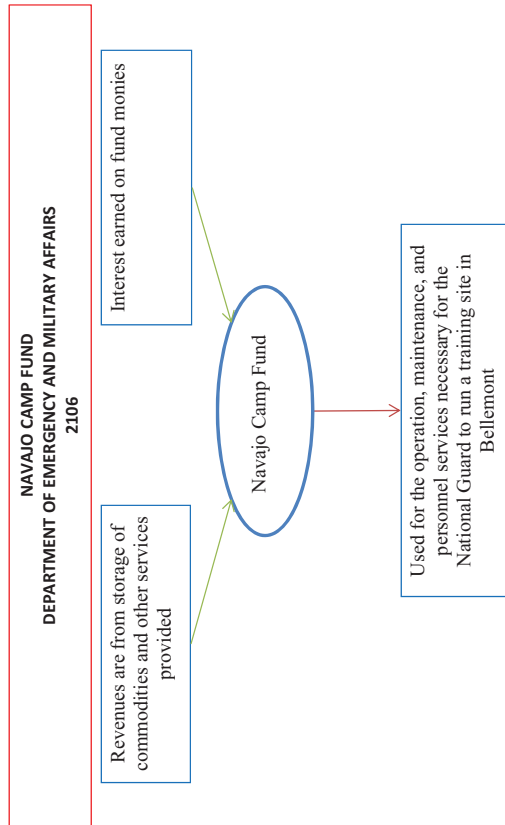 NAVAJO CAMP FUND
DEPARTMENT OF EMERGENCY AND MILITARY AFFAIRS
2106
Revenues are from storage of
commodities and other services
provided
Interest earned on fund monies
Navajo Camp Fund
Used for the operation, maintenance, and
personnel services necessary for the
National Guard to run a training site in
Bellemont